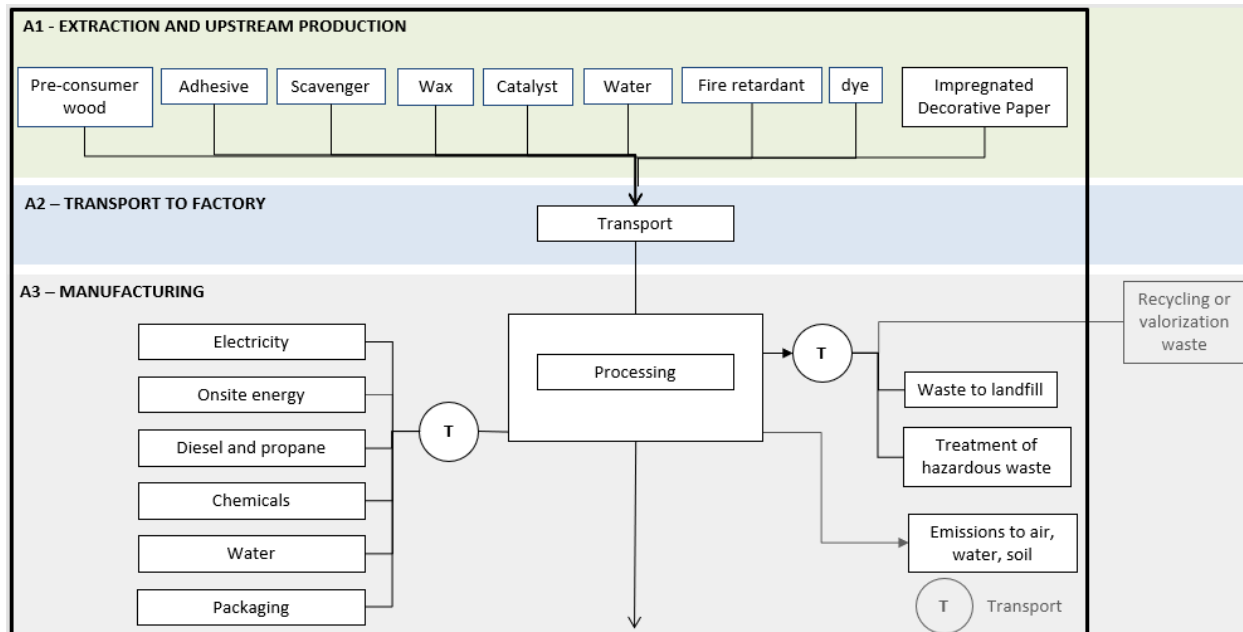 A1 - EXTRACTION AND UPSTREAM PRODUCTION
Pre-consumer
wood
Adhesive
Scavenger
Wax
Catalyst
Water
Fire retardant
dye
Impregnated
Decorative Paper
A2 – TRANSPORT TO FACTORY
Transport
A3 – MANUFACTURING
Electricity
Onsite energy
Diesel and propane
Chemicals
Water
Packaging
T
Processing
T
Recycling or
valorization
waste
Waste to landfill
Treatment of
hazardous waste
Emissions to air,
water, soil
T Transport